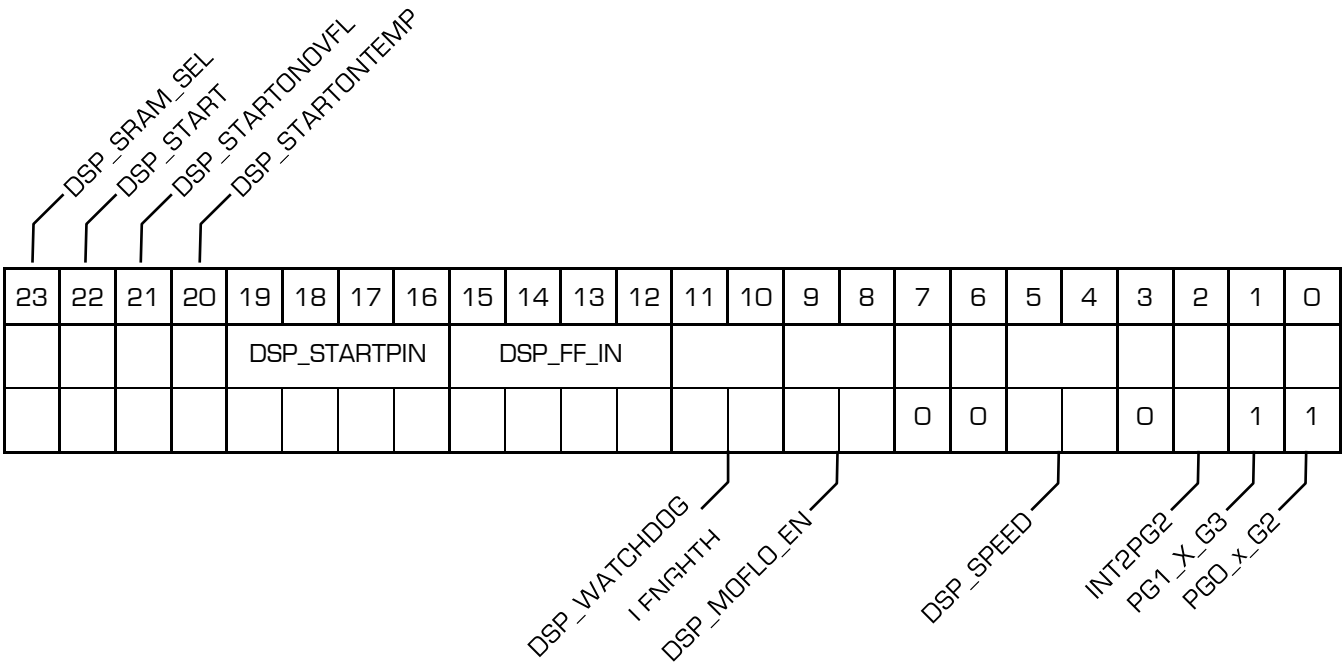 DSP_SRAM_SEL
DSP_START
DSP_STARTONOVFL
DSP_STARTONTEMP
23 22 21 20 19 18 17 16 15 14 13 12 11 10 9 8 7 6 5 4 3 2 1 0
DSP_STARTPIN DSP_FF_IN
0 0 0 1 1
DSP_WATCHDOG
DSP_MOFLO_EN
DSP_SPEED
INT2PG2
PG1_X_G3
PG0_x_G2